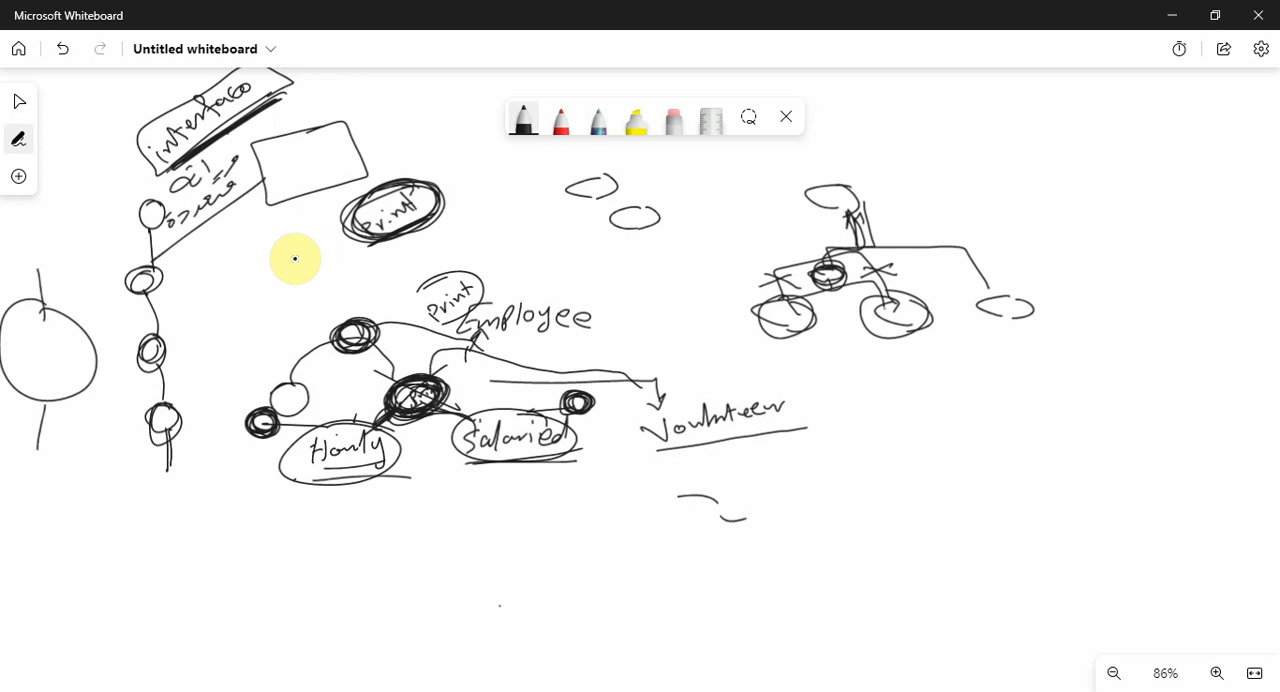 Microsoft Whiteboard
Untitled whiteboard
interface
Print
Print
Employee
Hourly
Salaried
Volunteer
86%